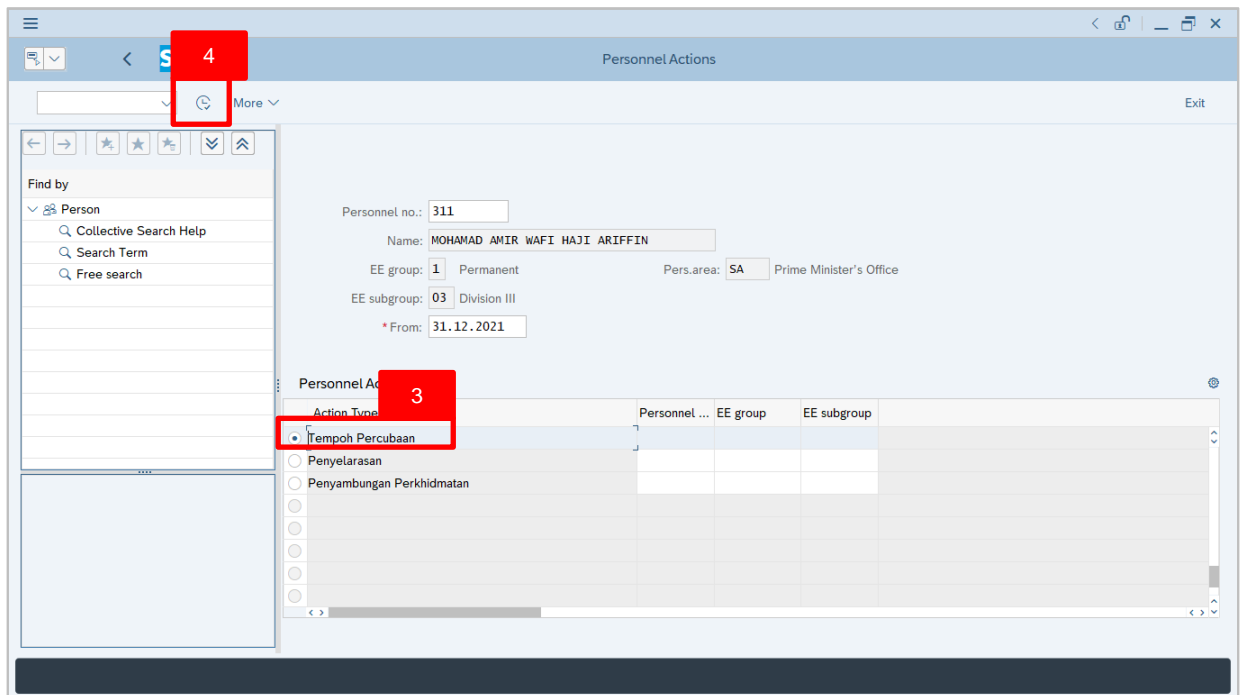 4
S
Personnel Actions
More
Exit
Find by
Person
Collective Search Help
Search Term
Free search
Personnel no.: 311
Name: MOHAMAD AMIR WAFI HAJI ARIFFIN
EE group: 1 Permanent Pers.area: SA Prime Minister's Office
EE subgroup: 03 Division III
* From: 31.12.2021
Personnel Ac
3
Action Type Personnel ... EE group EE subgroup
Tempoh Percubaan
Penyelarasan
Penyambungan Perkhidmatan